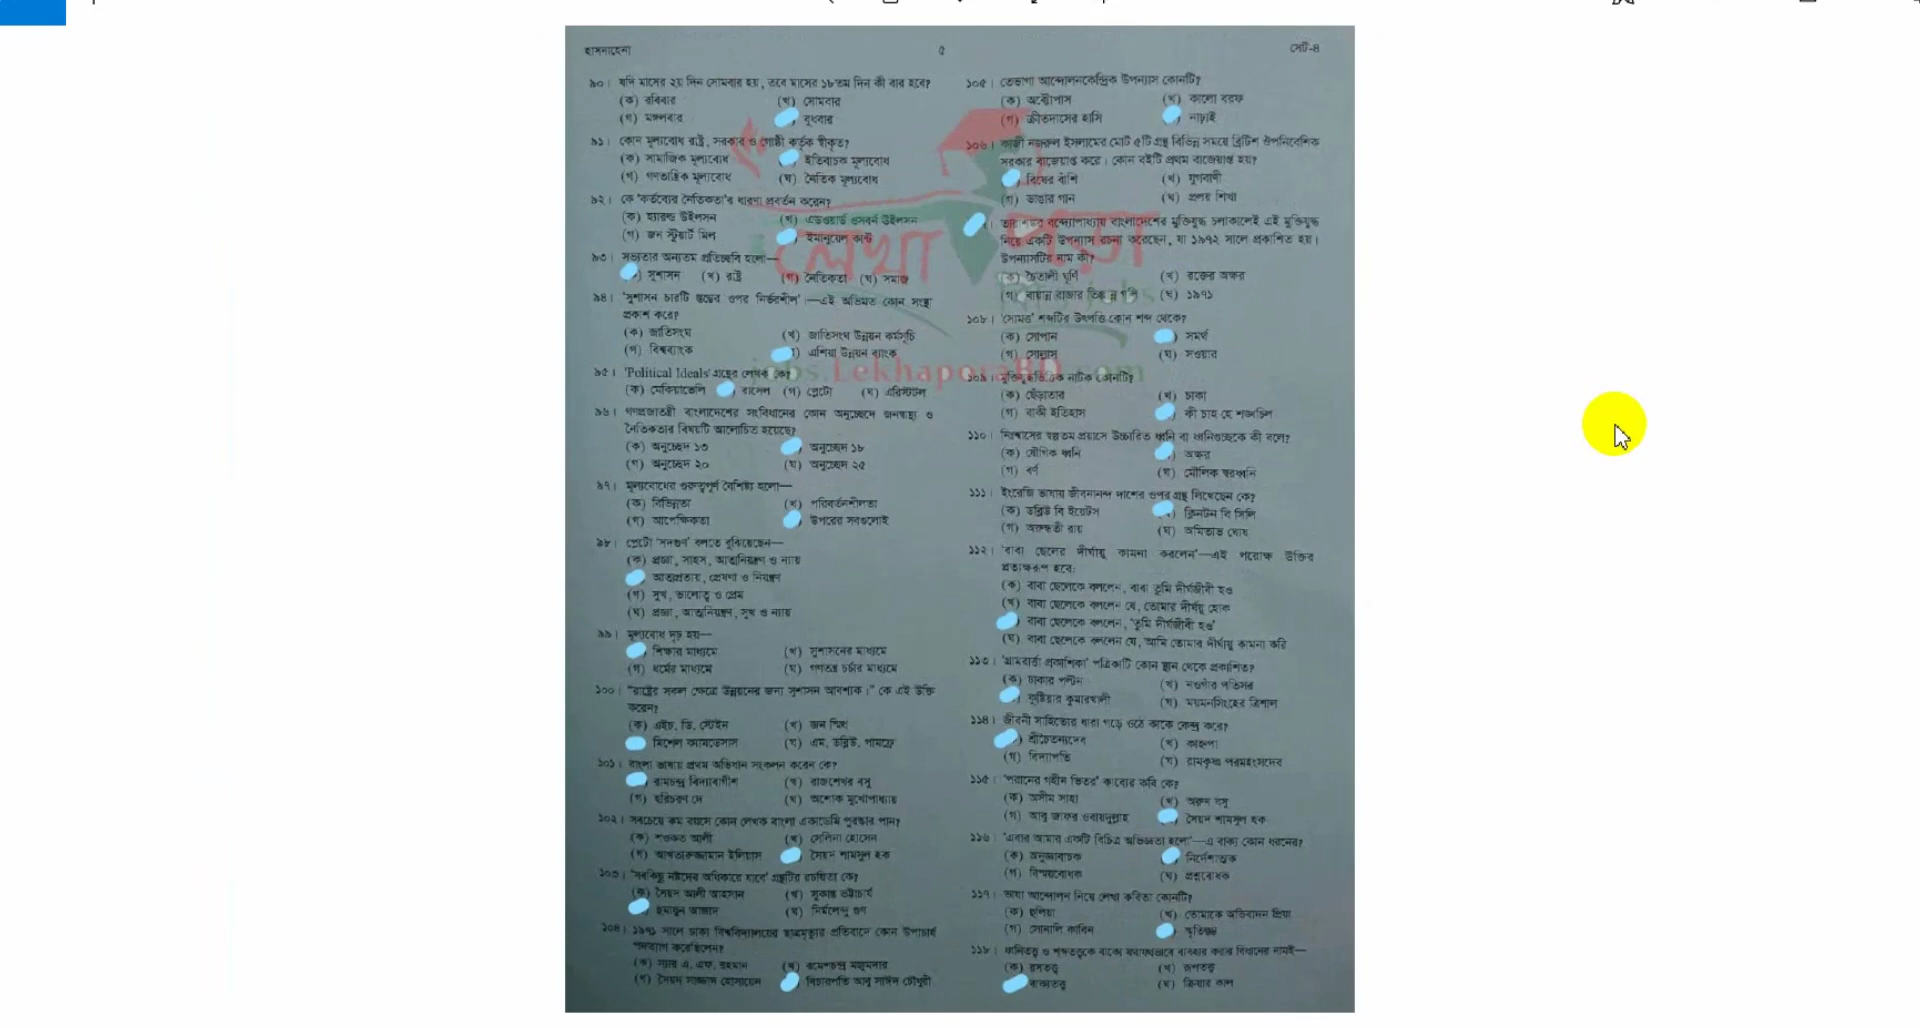 হাসনাহেনা
৫
সেট-৪
৯০। যদি মাসের ২য় দিন সোমবার হয়, তবে মাসের ১৮তম দিন কী বার হবে?
(ক) রবিবার (খ) সোমবার
(গ) মঙ্গলবার বুধবার
৯১। কোন মূল্যবোধ রাষ্ট্র, সরকার ও গোষ্ঠী কর্তৃক স্বীকৃত?
(ক) সামাজিক মূল্যবোধ ইতিবাচক মূল্যবোধ
(গ) গণতান্ত্রিক মূল্যবোধ (ঘ) নৈতিক মূল্যবোধ
৯২। কে 'কর্তব্যের নৈতিকতা'র ধারণা প্রবর্তন করেন?
(ক) হ্যারল্ড উইলসন (খ) এডওয়ার্ড ওসবর্ন উইলসন
(গ) জন স্টুয়ার্ট মিল ইমানুয়েল কান্ট
৯৩। সভ্যতার অন্যতম প্রতিচ্ছবি হলো—
সুশাসন (খ) রাষ্ট্র (গ) নৈতিকতা (ঘ) সমাজ
৯৪। 'সুশাসন চারটি স্তম্ভের ওপর নির্ভরশীল'—এই অভিমত কোন সংস্থা
প্রকাশ করে?
(ক) জাতিসংঘ (খ) জাতিসংঘ উন্নয়ন কর্মসূচি
(গ) বিশ্বব্যাংক এশিয়া উন্নয়ন ব্যাংক
৯৫। 'Political Ideals' গ্রন্থের লেখক কে?
(ক) মেকিয়াভেলি রাসেল (গ) প্লেটো (ঘ) এরিস্টটল
৯৬। গণপ্রজাতন্ত্রী বাংলাদেশের সংবিধানের কোন অনুচ্ছেদে জনস্বাস্থ্য ও
নৈতিকতার বিষয়টি আলোচিত হয়েছে?
(ক) অনুচ্ছেদ ১৩ অনুচ্ছেদ ১৮
(গ) অনুচ্ছেদ ২০ (ঘ) অনুচ্ছেদ ২৫
৯৭। মূল্যবোধের গুরুত্বপূর্ণ বৈশিষ্ট্য হলো—
(ক) বিভিন্নতা (খ) পরিবর্তনশীলতা
(গ) আপেক্ষিকতা উপরের সবগুলোই
৯৮। প্লেটো 'সদগুণ' বলতে বুঝিয়েছেন—
(ক) প্রজ্ঞা, সাহস, আত্মনিয়ন্ত্রণ ও ন্যায়
আত্মপ্রত্যয়, প্রেষণা ও নিয়ন্ত্রণ
(গ) সুখ, ভালোত্ব ও প্রেম
(ঘ) প্রজ্ঞা, আত্মনিয়ন্ত্রণ, সুখ ও ন্যায়
৯৯। মূল্যবোধ দৃঢ় হয়—
শিক্ষার মাধ্যমে (খ) সুশাসনের মাধ্যমে
(গ) ধর্মের মাধ্যমে (ঘ) গণতন্ত্র চর্চার মাধ্যমে
১০০। "রাষ্ট্রের সকল ক্ষেত্রে উন্নয়নের জন্য সুশাসন আবশ্যক।" কে এই উক্তি
করেন?
(ক) এইচ. ডি. স্টেইন (খ) জন স্মিথ
মিশেল ক্যামডেসাস (ঘ) এম. ডব্লিউ. পামফ্রে
১০১। বাংলা ভাষায় প্রথম অভিধান সংকলন করেন কে?
রামচন্দ্র বিদ্যাবাগীশ (খ) রাজশেখর বসু
(গ) হরিচরণ দে (ঘ) অশোক মুখোপাধ্যায়
১০২। সবচেয়ে কম বয়সে কোন লেখক বাংলা একাডেমি পুরস্কার পান?
(ক) শওকত আলী (খ) সেলিনা হোসেন
(গ) আখতারুজ্জামান ইলিয়াস সৈয়দ শামসুল হক
১০৩। 'সবকিছু নষ্টদের অধিকারে যাবে' গ্রন্থটির রচয়িতা কে?
(ক) সৈয়দ আলী আহসান (খ) সুকান্ত ভট্টাচার্য
হুমায়ুন আজাদ (ঘ) নির্মলেন্দু গুণ
১০৪। ১৯৭১ সালে ঢাকা বিশ্ববিদ্যালয়ের ছাত্রমৃত্যুর প্রতিবাদে কোন উপাচার্য
পদত্যাগ করেছিলেন?
(ক) স্যার এ. এফ. রহমান (খ) রমেশচন্দ্র মজুমদার
(গ) সৈয়দ সাজ্জাদ হোসায়েন বিচারপতি আবু সাঈদ চৌধুরী
১০৫। তেভাগা আন্দোলনকেন্দ্রিক উপন্যাস কোনটি?
(ক) অক্টোপাস (খ) কালো বরফ
(গ) ক্রীতদাসের হাসি নাঢ়াই
১০৬। কাজী নজরুল ইসলামের মোট ৫টি গ্রন্থ বিভিন্ন সময়ে ব্রিটিশ ঔপনিবেশিক
সরকার বাজেয়াপ্ত করে। কোন বইটি প্রথম বাজেয়াপ্ত হয়?
বিষের বাঁশি (খ) যুগবাণী
(গ) ভাঙার গান (ঘ) প্রলয় শিখা
। তারাশঙ্কর বন্দ্যোপাধ্যায় বাংলাদেশের মুক্তিযুদ্ধ চলাকালেই এই মুক্তিযুদ্ধ
নিয়ে একটি উপন্যাস রচনা করেছেন, যা ১৯৭২ সালে প্রকাশিত হয়।
উপন্যাসটির নাম কী?
(ক) চৈতালী ঘূর্ণি (খ) রক্তের অক্ষর
(গ) বায়ান্ন বাজার তিপ্পান্ন গলি (ঘ) ১৯৭১
১০৮। 'সোমত্ত' শব্দটির উৎপত্তি কোন শব্দ থেকে?
(ক) সোপান সমর্থ
(গ) সোল্লাস (ঘ) সওয়ার
১০৯। মুক্তিযুদ্ধভিত্তিক নাটক কোনটি?
(ক) ছেঁড়াতার (খ) চাকা
(গ) বাকী ইতিহাস কী চাহ হে শঙ্খচিল
১১০। নিঃশ্বাসের স্বল্পতম প্রয়াসে উচ্চারিত ধ্বনি বা ধ্বনিগুচ্ছকে কী বলে?
(ক) যৌগিক ধ্বনি অক্ষর
(গ) বর্ণ (ঘ) মৌলিক স্বরধ্বনি
১১১। ইংরেজি ভাষায় জীবনানন্দ দাশের ওপর গ্রন্থ লিখেছেন কে?
(ক) ডব্লিউ বি ইয়েটস ক্লিনটন বি সিলি
(গ) অরুন্ধতী রায় (ঘ) অমিতাভ ঘোষ
১১২। 'বাবা ছেলের দীর্ঘায়ু কামনা করলেন'—এই পরোক্ষ উক্তির
প্রত্যক্ষরূপ হবে:
(ক) বাবা ছেলেকে বললেন, বাবা তুমি দীর্ঘজীবী হও
(খ) বাবা ছেলেকে বললেন যে, তোমার দীর্ঘায়ু হোক
বাবা ছেলেকে বললেন, 'তুমি দীর্ঘজীবী হও'
(ঘ) বাবা ছেলেকে বললেন যে, আমি তোমার দীর্ঘায়ু কামনা করি
১১৩। 'গ্রামবার্ত্তা প্রকাশিকা' পত্রিকাটি কোন স্থান থেকে প্রকাশিত?
(ক) ঢাকার পল্টন (খ) নওগাঁর পতিসর
কুষ্টিয়ার কুমারখালী (ঘ) ময়মনসিংহের ত্রিশাল
১১৪। জীবনী সাহিত্যের ধারা গড়ে ওঠে কাকে কেন্দ্র করে?
শ্রীচৈতন্যদেব (খ) কাহ্নপা
(গ) বিদ্যাপতি (ঘ) রামকৃষ্ণ পরমহংসদেব
১১৫। 'পরানের গহীন ভিতর' কাব্যের কবি কে?
(ক) অসীম সাহা (খ) অরুণ বসু
(গ) আবু জাফর ওবায়দুল্লাহ সৈয়দ শামসুল হক
১১৬। 'এবার আমার একটি বিচিত্র অভিজ্ঞতা হলো'—এ বাক্য কোন ধরনের?
(ক) অনুজ্ঞাবাচক নির্দেশাত্মক
(গ) বিস্ময়বোধক (ঘ) প্রশ্নবোধক
১১৭। ভাষা আন্দোলন নিয়ে লেখা কবিতা কোনটি?
(ক) হুলিয়া (খ) তোমাকে অভিবাদন প্রিয়া
(গ) সোনালি কাবিন স্মৃতিস্তম্ভ
১১৮। ধ্বনিতত্ত্ব ও শব্দতত্ত্বকে বাক্যে যথাযথভাবে ব্যবহার করার বিধানের নামই—
(ক) রসতত্ত্ব (খ) রূপতত্ত্ব
বাক্যতত্ত্ব (ঘ) ক্রিয়ার কাল
লেখা পড়া
jobs.LekhaporaBD.com